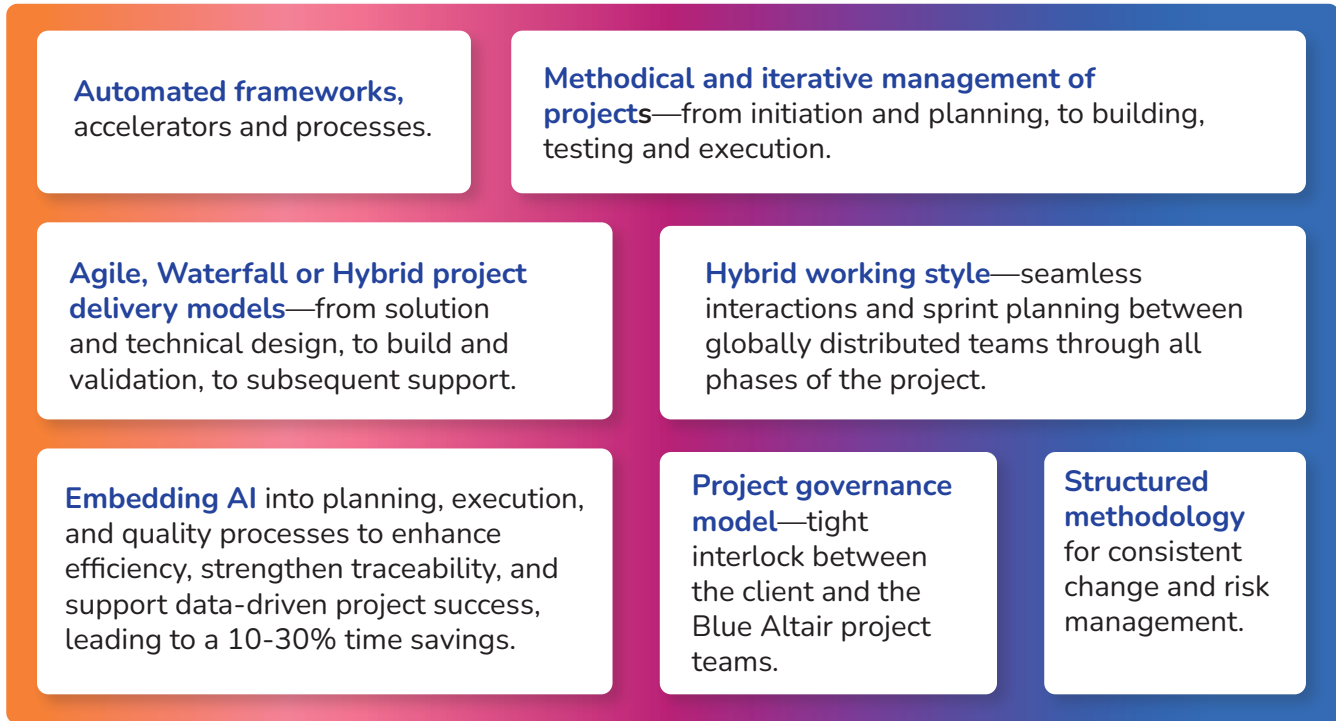 Automated frameworks,
accelerators and processes.
Methodical and iterative management of
projects—from initiation and planning, to building,
testing and execution.
Agile, Waterfall or Hybrid project
delivery models—from solution
and technical design, to build and
validation, to subsequent support.
Hybrid working style—seamless
interactions and sprint planning between
globally distributed teams through all
phases of the project.
Embedding AI into planning, execution,
and quality processes to enhance
efficiency, strengthen traceability, and
support data-driven project success,
leading to a 10-30% time savings.
Project governance
model—tight
interlock between
the client and the
Blue Altair project
teams.
Structured
methodology
for consistent
change and risk
management.